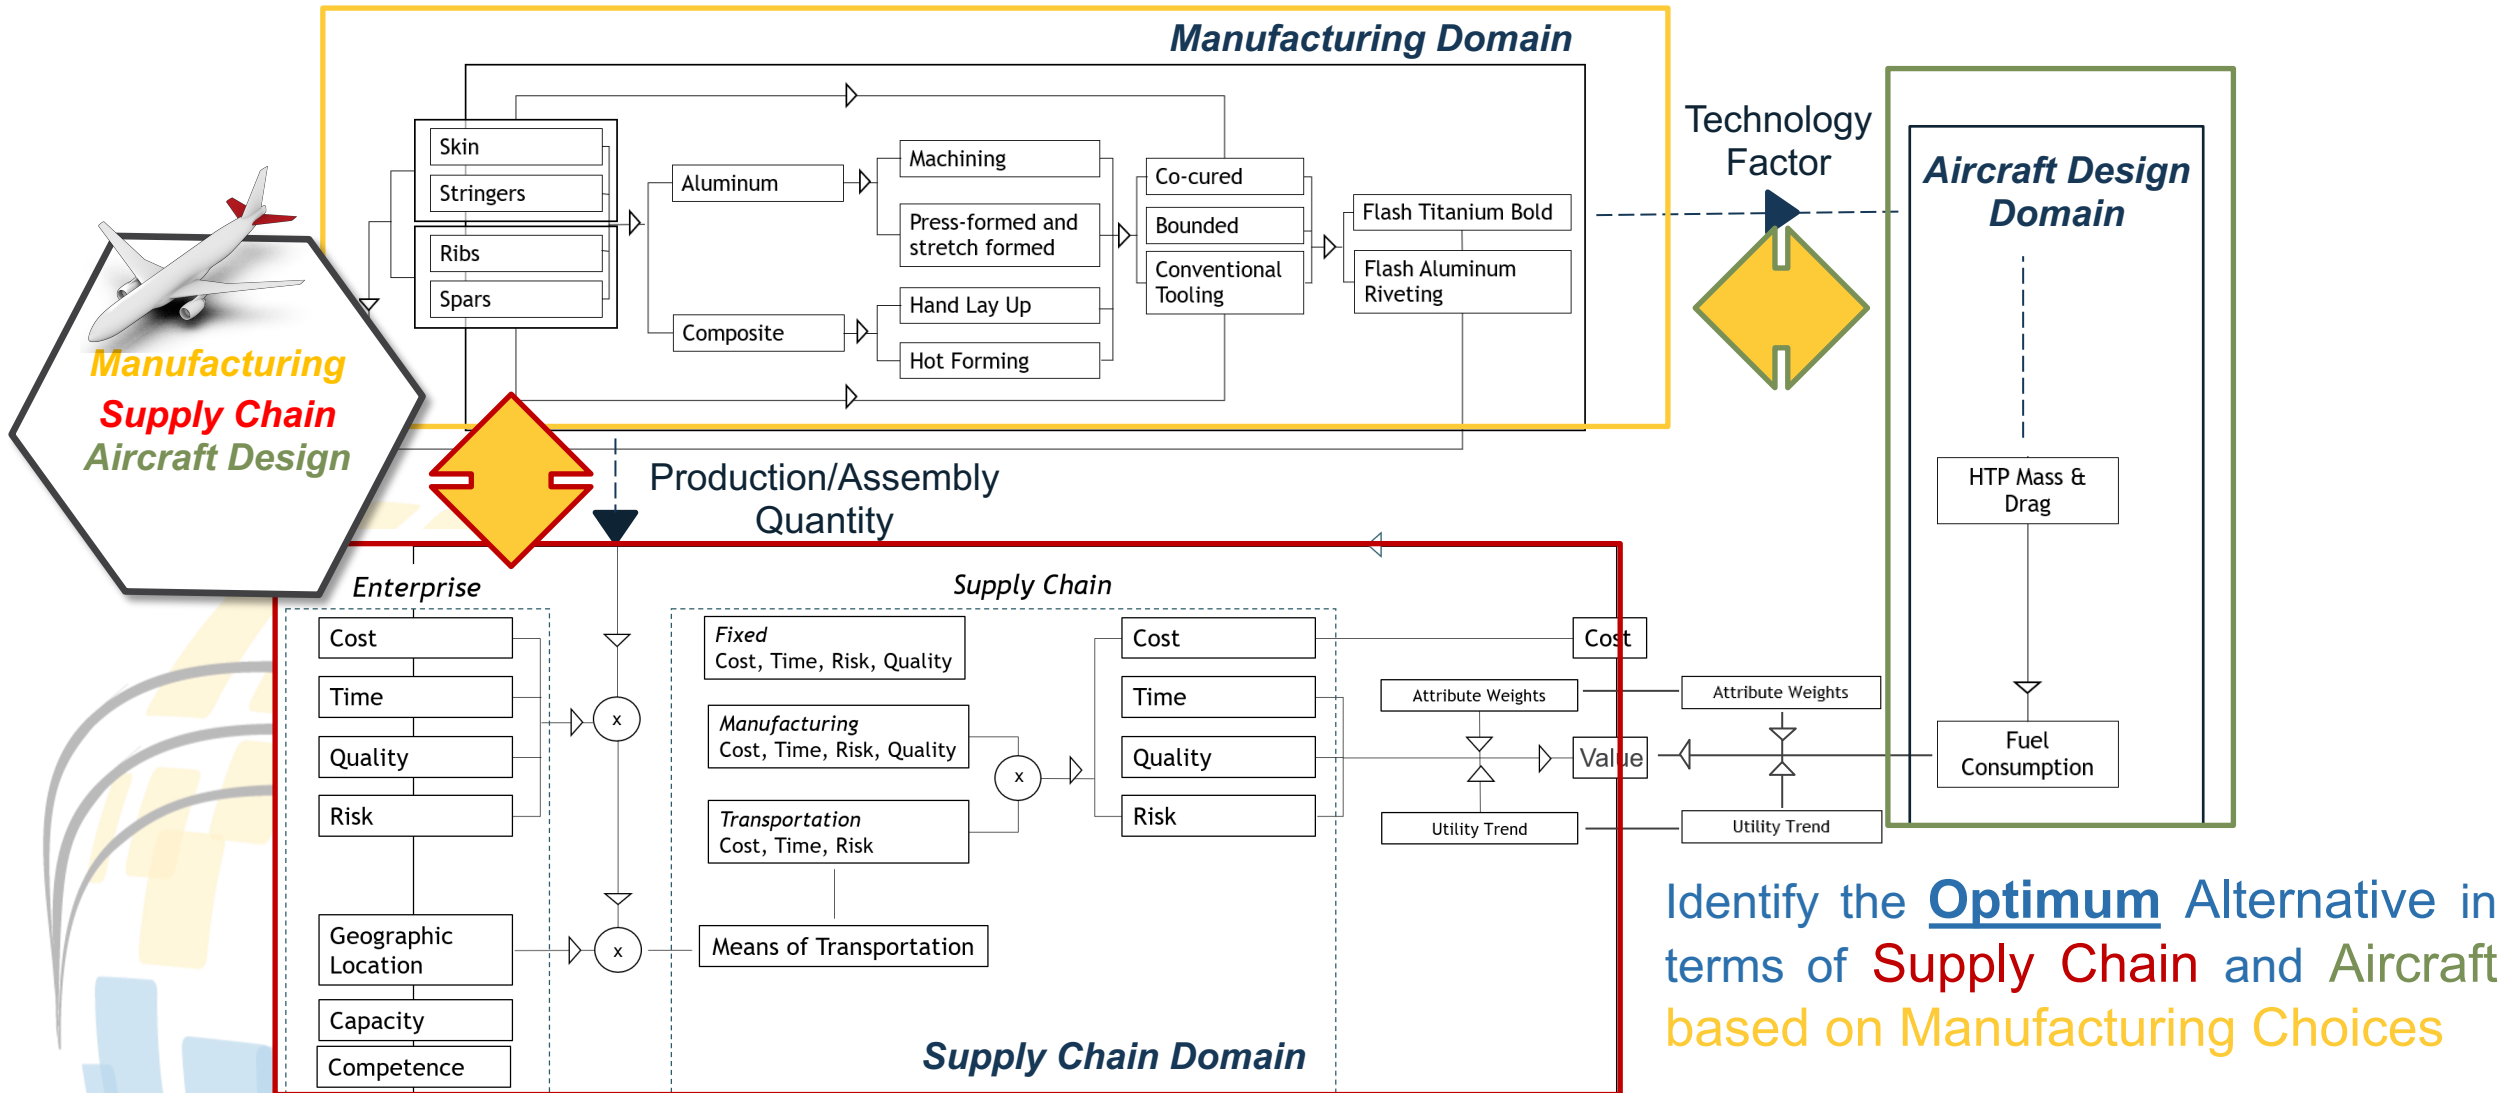 Manufacturing Domain
Skin
Stringers
Ribs
Spars
Aluminum
Composite
Machining
Press-formed and
stretch formed
Hand Lay Up
Hot Forming
Co-cured
Bounded
Conventional
Tooling
Flash Titanium Bold
Flash Aluminum
Riveting
Technology
Factor
Aircraft Design
Domain
HTP Mass &
Drag
Fuel
Consumption
Manufacturing
Supply Chain
Aircraft Design
Production/Assembly
Quantity
Enterprise
Cost
Time
Quality
Risk
Geographic
Location
Capacity
Competence
x
x
Supply Chain
Fixed
Cost, Time, Risk, Quality
Manufacturing
Cost, Time, Risk, Quality
Transportation
Cost, Time, Risk
Means of Transportation
x
Cost
Time
Quality
Risk
Cost
Attribute Weights
Attribute Weights
Value
Utility Trend
Utility Trend
Supply Chain Domain
Identify the Optimum Alternative in
terms of Supply Chain and Aircraft
based on Manufacturing Choices